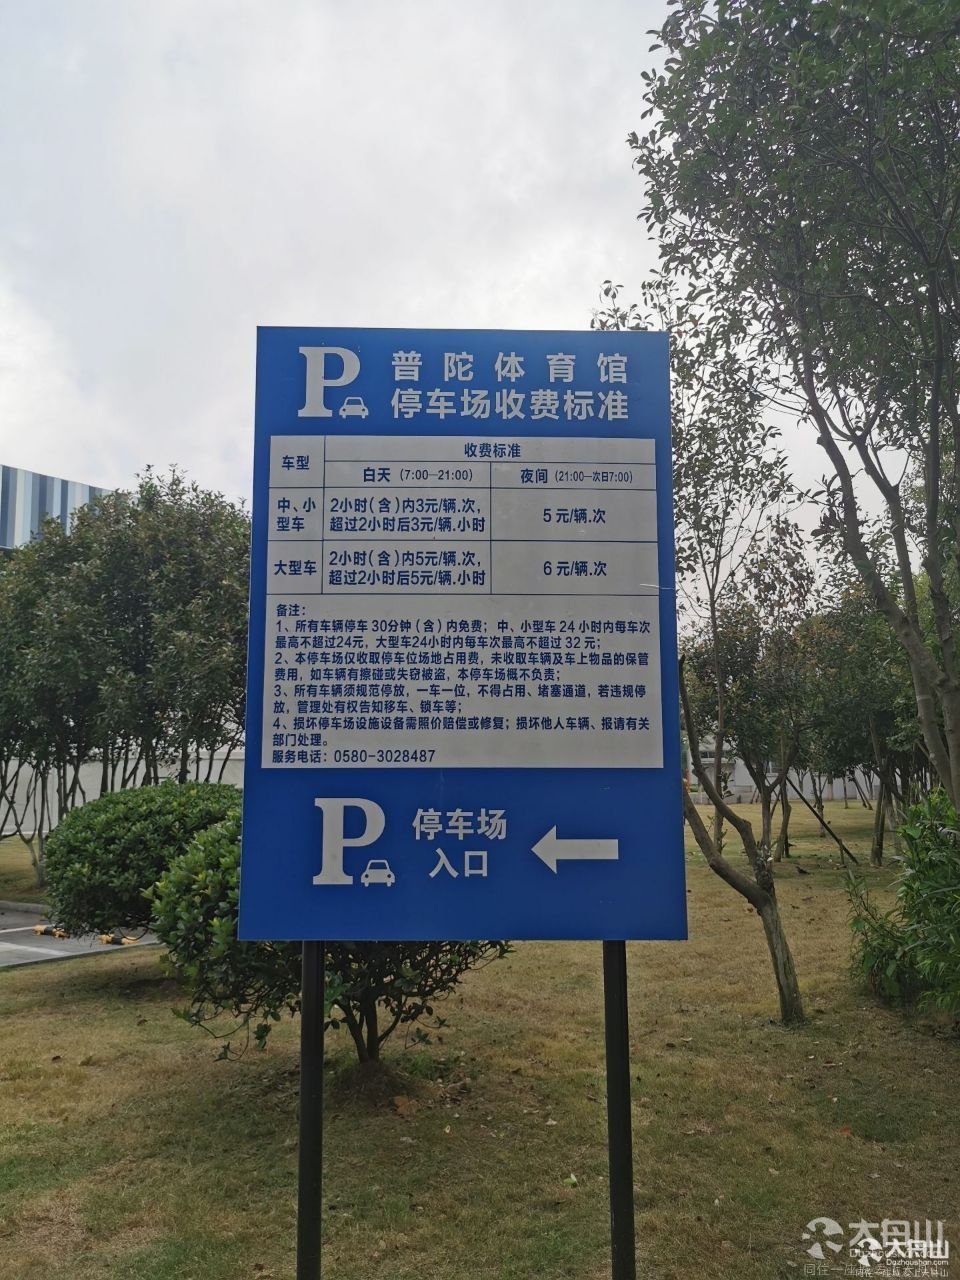 P 普陀体育馆
停车场收费标准
车型 收费标准
白天（7:00—21:00） 夜间（21:00—次日7:00）
中、小型车 2小时(含)内3元/辆.次，
超过2小时后3元/辆.小时 5元/辆.次
大型车 2小时(含)内5元/辆.次，
超过2小时后5元/辆.小时 6元/辆.次
备注：
1、所有车辆停车30分钟（含）内免费；中、小型车24小时内每车次
最高不超过24元，大型车24小时内每车次最高不超过32元；
2、本停车场仅收取停车位场地占用费，未收取车辆及车上物品的保管
费用，如车辆有擦碰或失窃被盗，本停车场概不负责；
3、所有车辆须规范停放，一车一位，不得占用、堵塞通道，若违规停
放，管理处有权告知移车、锁车等；
4、损坏停车场设施设备需照价赔偿或修复；损坏他人车辆、报请有关
部门处理。
服务电话：0580-3028487
P 停车场
入口
大舟山
大舟山
Dazhoushan.com